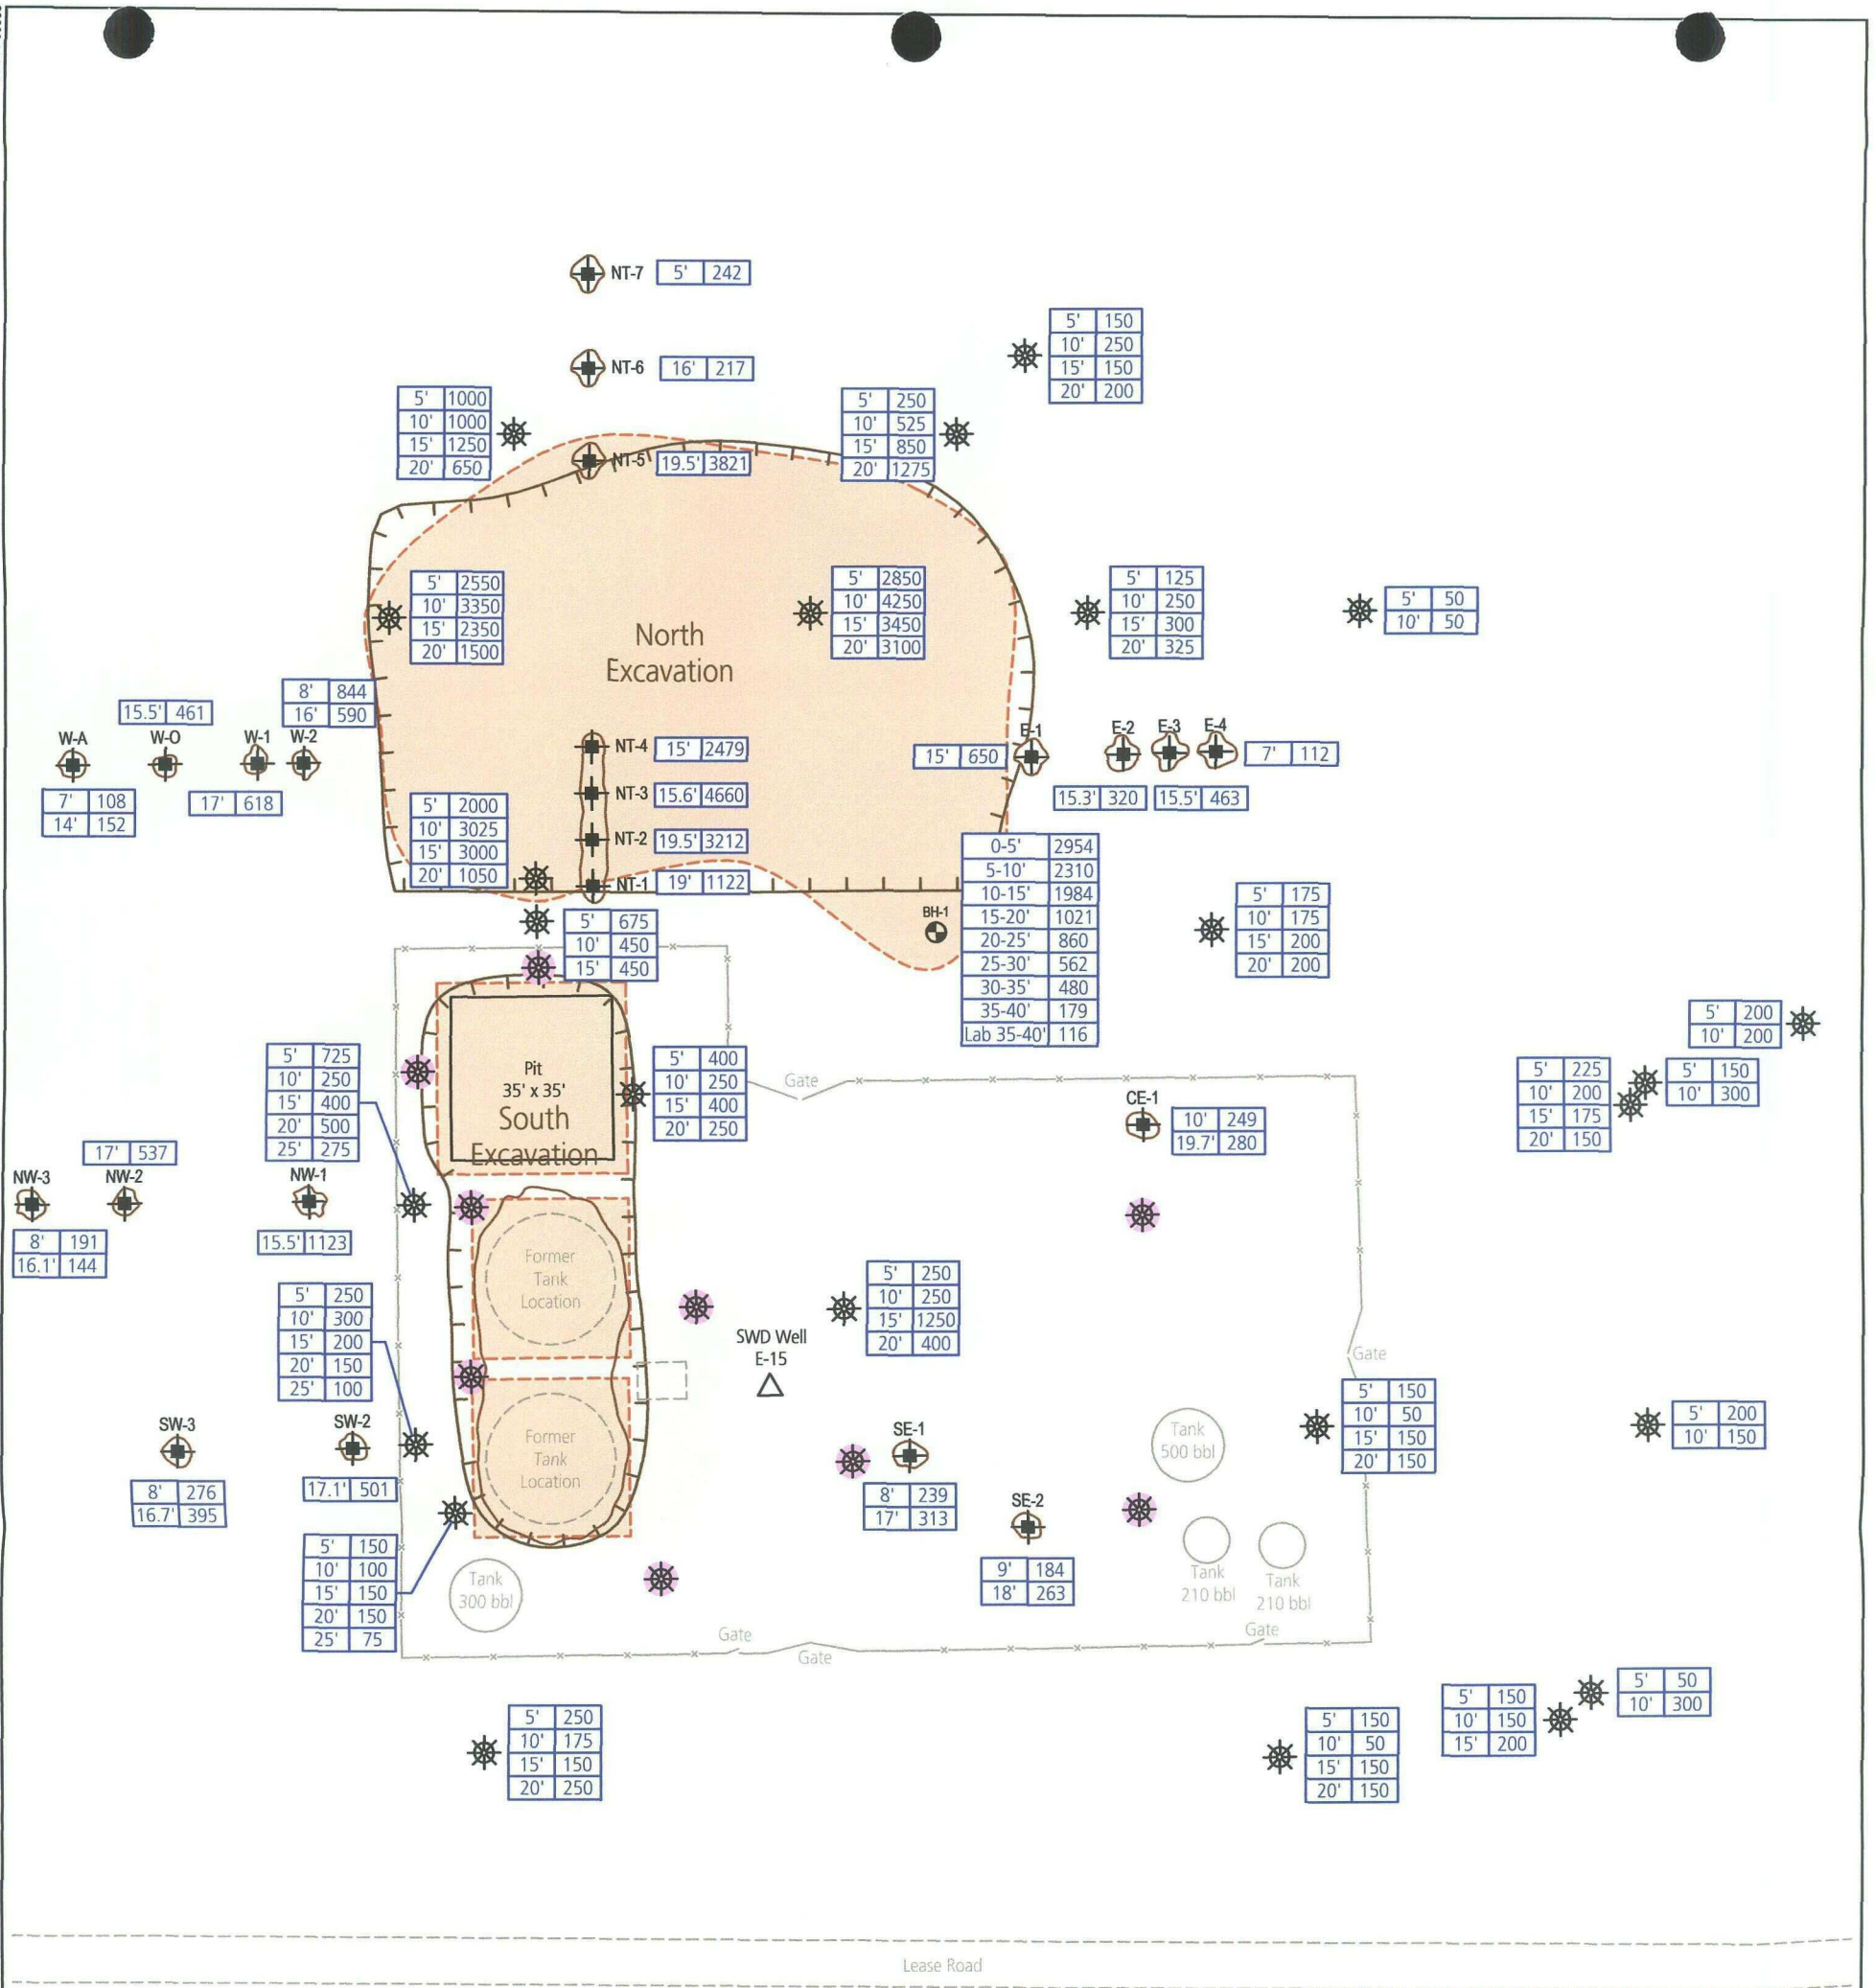 NT-7 5' 242
5' 150
10' 250
15' 150
20' 200
NT-6 16' 217
5' 1000
10' 1000
15' 1250
20' 650
5' 250
10' 525
15' 850
20' 1275
NT-5 19.5' 3821
5' 2550
10' 3350
15' 2350
20' 1500
North
Excavation
5' 2850
10' 4250
15' 3450
20' 3100
5' 125
10' 250
15' 300
20' 325
5' 50
10' 50
8' 844
16' 590
15.5' 461
W-A
W-O
W-1
W-2
7' 108
14' 152
17' 618
NT-4 15' 2479
NT-3 15.6' 4660
NT-2 19.5' 3212
NT-1 19' 1122
5' 2000
10' 3025
15' 3000
20' 1050
15' 650
E-1
E-2
E-3
E-4
7' 112
15.3' 320
15.5' 463
0-5' 2954
5-10' 2310
10-15' 1984
15-20' 1021
20-25' 860
25-30' 562
30-35' 480
35-40' 179
Lab 35-40' 116
BH-1
5' 175
10' 175
15' 200
20' 200
5' 675
10' 450
15' 450
5' 200
10' 200
5' 725
10' 250
15' 400
20' 500
25' 275
Pit
35' x 35'
South
Excavation
5' 400
10' 250
15' 400
20' 250
Gate
CE-1
10' 249
19.7' 280
5' 225
10' 200
15' 175
20' 150
5' 150
10' 300
17' 537
NW-3
NW-2
NW-1
8' 191
16.1' 144
15.5' 1123
Former
Tank
Location
5' 250
10' 300
15' 200
20' 150
25' 100
5' 250
10' 250
15' 1250
20' 400
SWD Well
E-15
Gate
5' 150
10' 50
15' 150
20' 150
5' 200
10' 150
SW-3
SW-2
8' 276
16.7' 395
17.1' 501
Former
Tank
Location
SE-1
8' 239
17' 313
Tank
500 bbl
SE-2
9' 184
18' 263
5' 150
10' 100
15' 150
20' 150
25' 75
Tank
300 bbl
Tank
210 bbl
Tank
210 bbl
Gate
Gate
Gate
5' 250
10' 175
15' 150
20' 250
5' 150
10' 50
15' 150
20' 150
5' 150
10' 150
15' 200
5' 50
10' 300
Lease Road